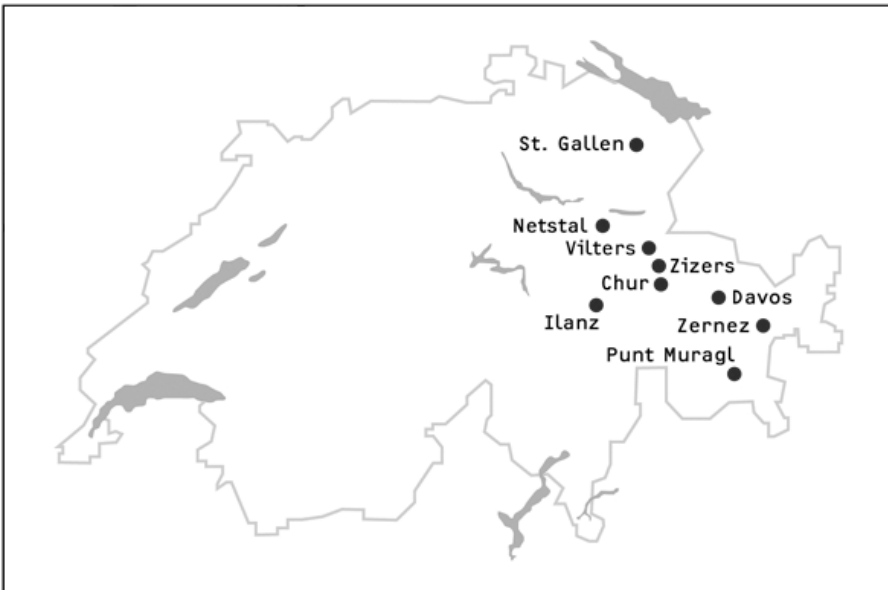 St. Gallen
Netstal
Vilters
Zizers
Chur
Davos
Ilanz
Zernez
Punt Muragl